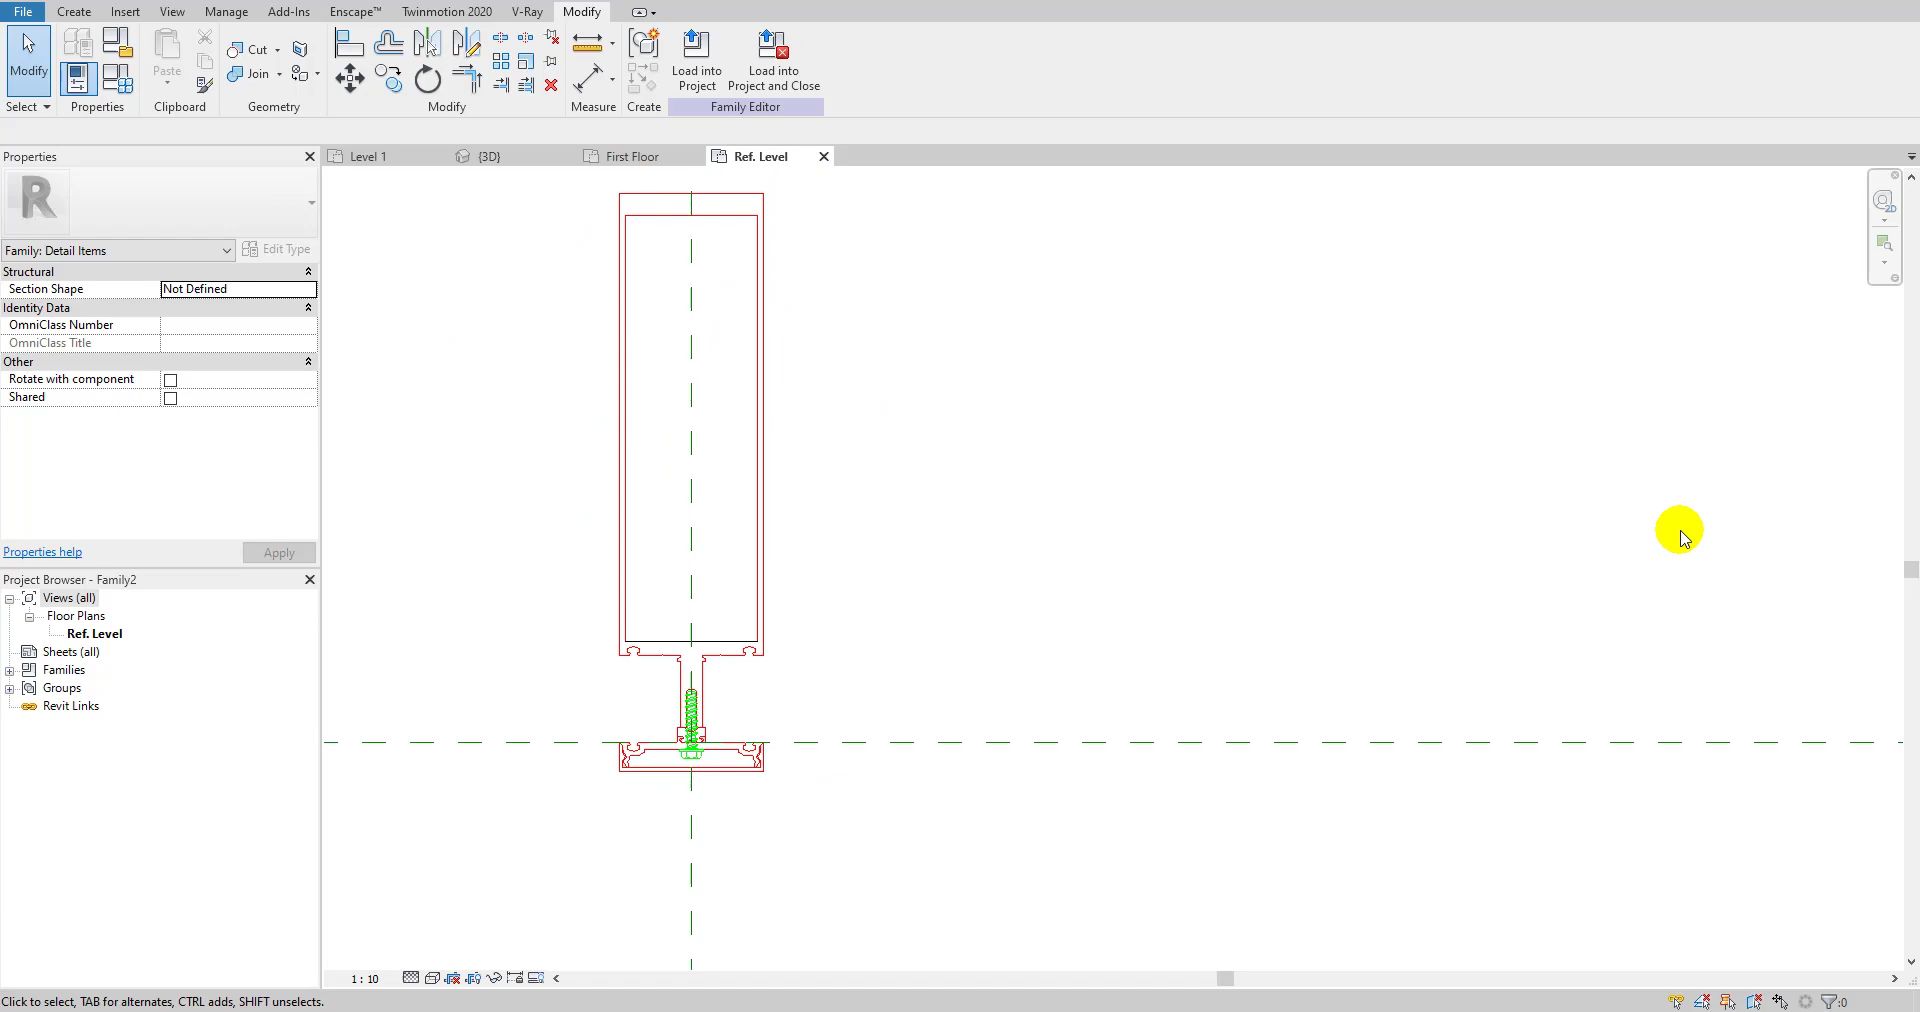 File Create Insert View Manage Add-Ins Enscape™ Twinmotion 2020 V-Ray Modify
Modify
Select
Properties
Paste
Clipboard
Cut
Join
Geometry
Modify
Measure
Create
Load into
Project
Load into
Project and Close
Family Editor
Properties
Level 1
{3D}
First Floor
Ref. Level
R
2D
Family: Detail Items
Edit Type
Structural
Section Shape Not Defined
Identity Data
OmniClass Number
OmniClass Title
Other
Rotate with component
Shared
Properties help
Apply
Project Browser - Family2
Views (all)
Floor Plans
Ref. Level
Sheets (all)
Families
Groups
Revit Links
1 : 10
Click to select, TAB for alternates, CTRL adds, SHIFT unselects.
:0